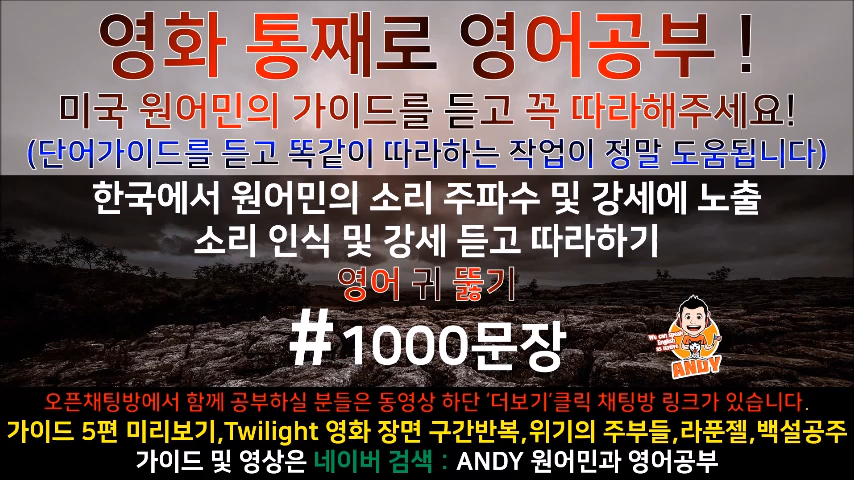 영화 통째로 영어공부 !
미국 원어민의 가이드를 듣고 꼭 따라해주세요!
(단어가이드를 듣고 똑같이 따라하는 작업이 정말 도움됩니다)
한국에서 원어민의 소리 주파수 및 강세에 노출
소리 인식 및 강세 듣고 따라하기
영어 귀 뚫기
#1000문장
We can speak
English
as native
ANDY
오픈채팅방에서 함께 공부하실 분들은 동영상 하단 '더보기'클릭 채팅방 링크가 있습니다.
가이드 5편 미리보기,Twilight 영화 장면 구간반복,위기의 주부들,라푼젤,백설공주
가이드 및 영상은 네이버 검색 : ANDY 원어민과 영어공부